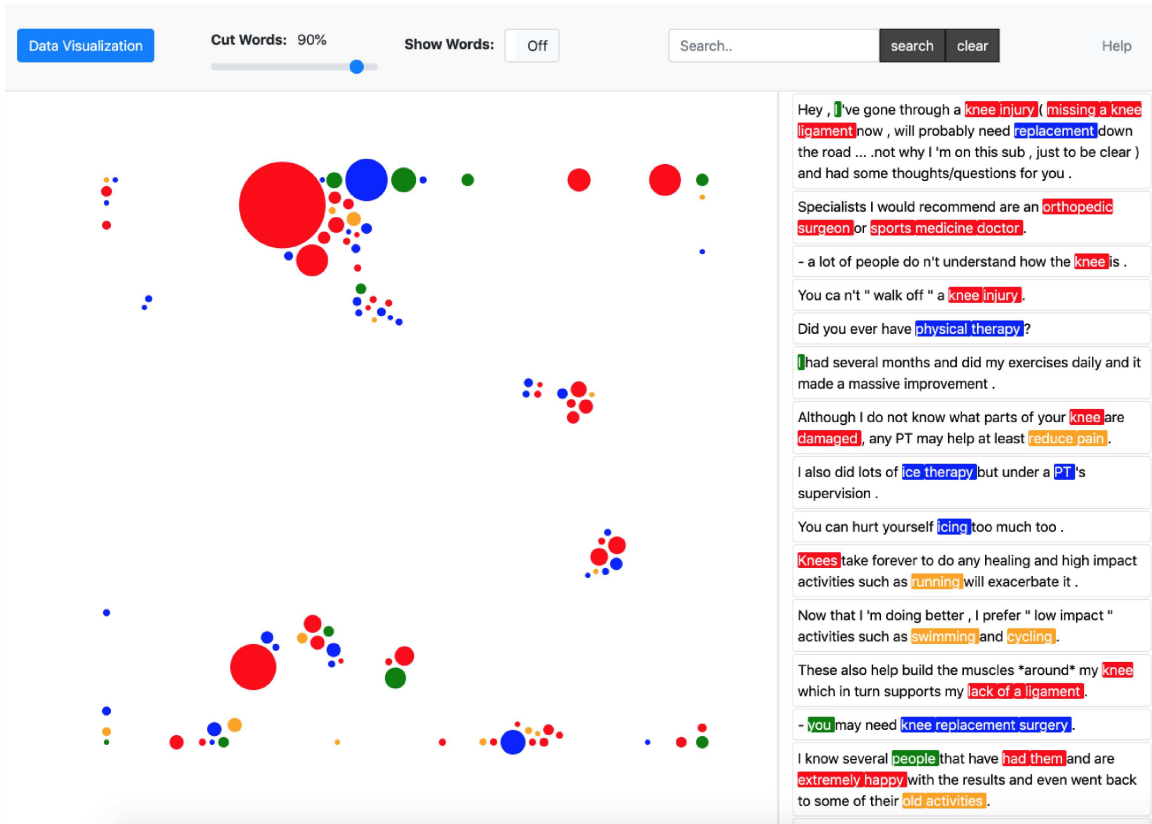 Data Visualization
Cut Words: 90%
Show Words:
Off
Search..
search
clear
Help
Hey , I 've gone through a knee injury ( missing a knee
ligament now , will probably need replacement down
the road ... .not why I 'm on this sub , just to be clear )
and had some thoughts/questions for you .
Specialists I would recommend are an orthopedic
surgeon or sports medicine doctor .
- a lot of people do n't understand how the knee is .
You ca n't " walk off " a knee injury .
Did you ever have physical therapy ?
I had several months and did my exercises daily and it
made a massive improvement .
Although I do not know what parts of your knee are
damaged , any PT may help at least reduce pain .
I also did lots of ice therapy but under a PT 's
supervision .
You can hurt yourself icing too much too .
Knees take forever to do any healing and high impact
activities such as running will exacerbate it .
Now that I 'm doing better , I prefer " low impact "
activities such as swimming and cycling .
These also help build the muscles *around* my knee
which in turn supports my lack of a ligament .
- you may need knee replacement surgery .
I know several people that have had them and are
extremely happy with the results and even went back
to some of their old activities .